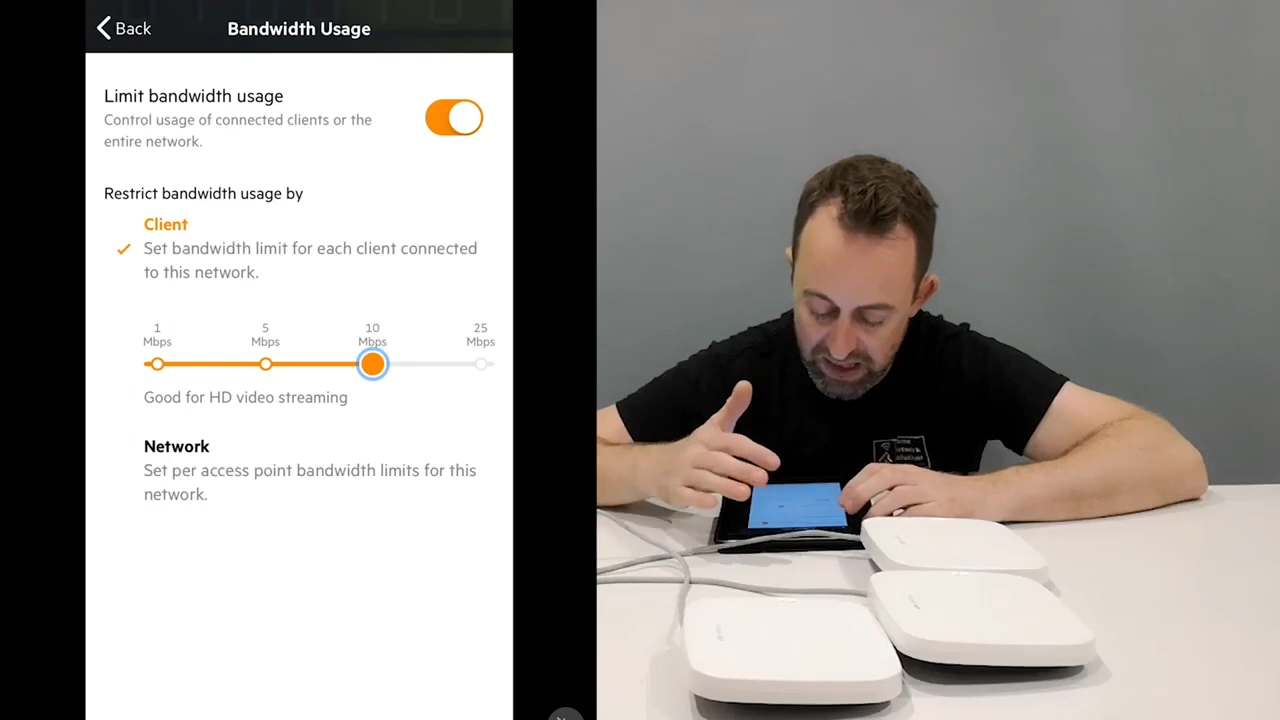 Back
Bandwidth Usage
Limit bandwidth usage
Control usage of connected clients or the
entire network.
Restrict bandwidth usage by
Client
Set bandwidth limit for each client connected
to this network.
1 5 10 25
Mbps Mbps Mbps Mbps
Good for HD video streaming
Network
Set per access point bandwidth limits for this
network.